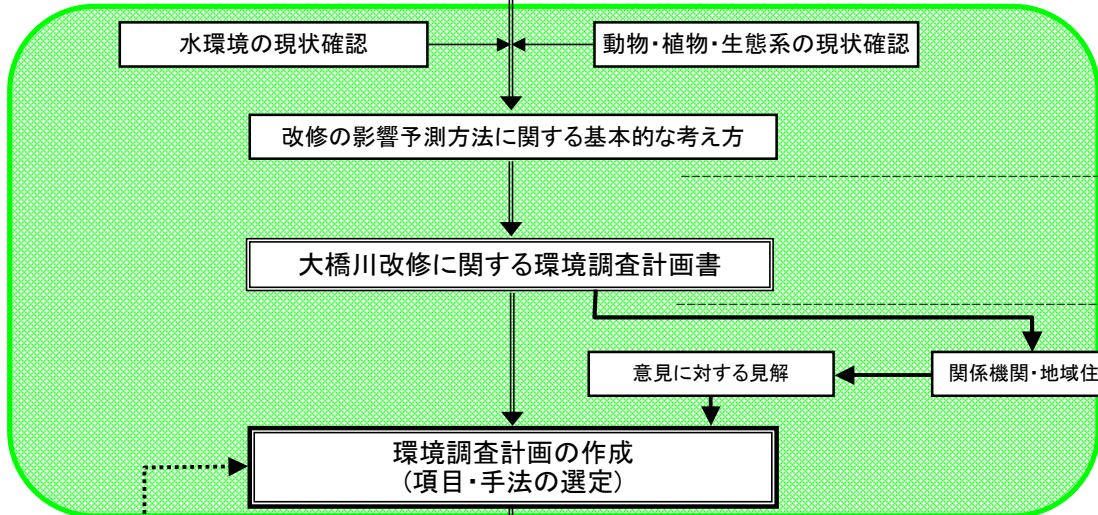 水環境の現状確認
動物・植物・生態系の現状確認
改修の影響予測方法に関する基本的な考え方
大橋川改修に関する環境調査計画書
意見に対する見解
関係機関・地域住
環境調査計画の作成
(項目・手法の選定)